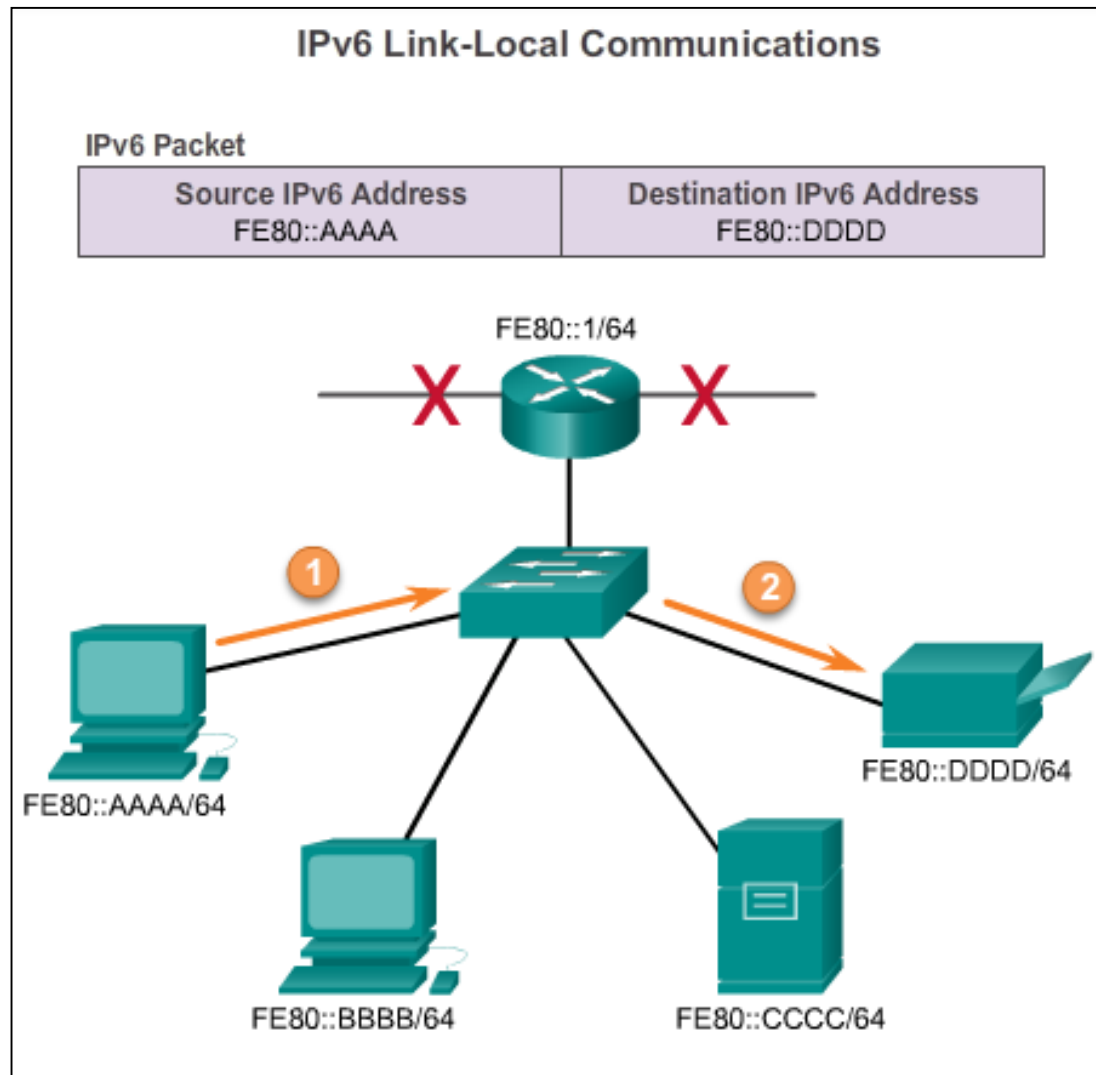 IPv6 Link-Local Communications
IPv6 Packet
Source IPv6 Address
FE80::AAAA
Destination IPv6 Address
FE80::DDDD
FE80::1/64
1
2
FE80::AAAA/64
FE80::DDDD/64
FE80::BBBB/64
FE80::CCCC/64